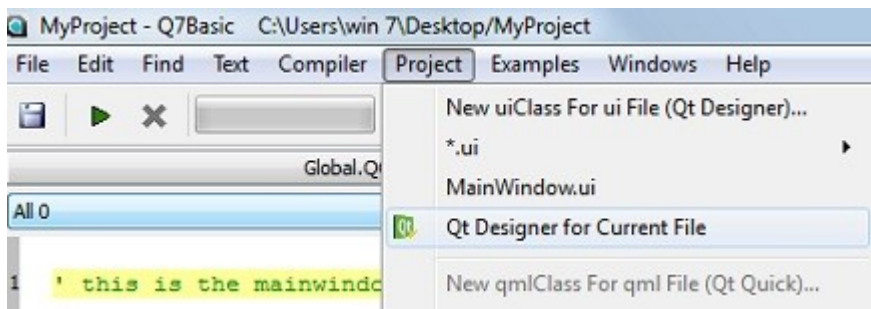 MyProject - Q7Basic C:\Users\win 7\Desktop/MyProject
File Edit Find Text Compiler Project Examples Windows Help
New uiClass For ui File (Qt Designer)...
*.ui
Global.Q
MainWindow.ui
All 0
Qt Designer for Current File
1 ' this is the mainwindo
New qmlClass For qml File (Qt Quick)...